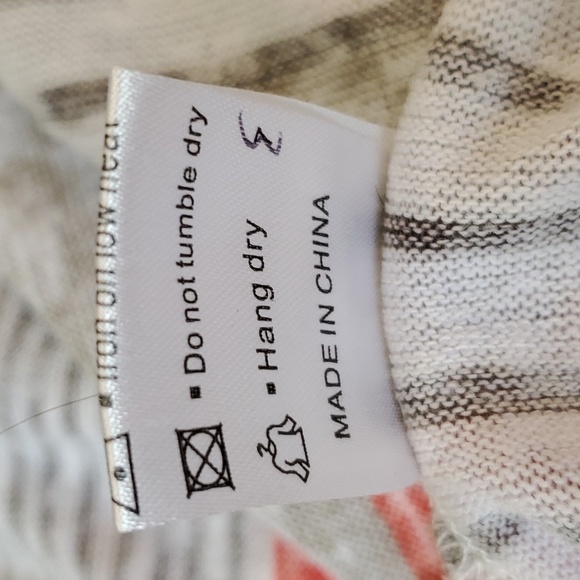 ▪ Iron on low heat
▪ Do not tumble dry
▪ Hang dry
MADE IN CHINA